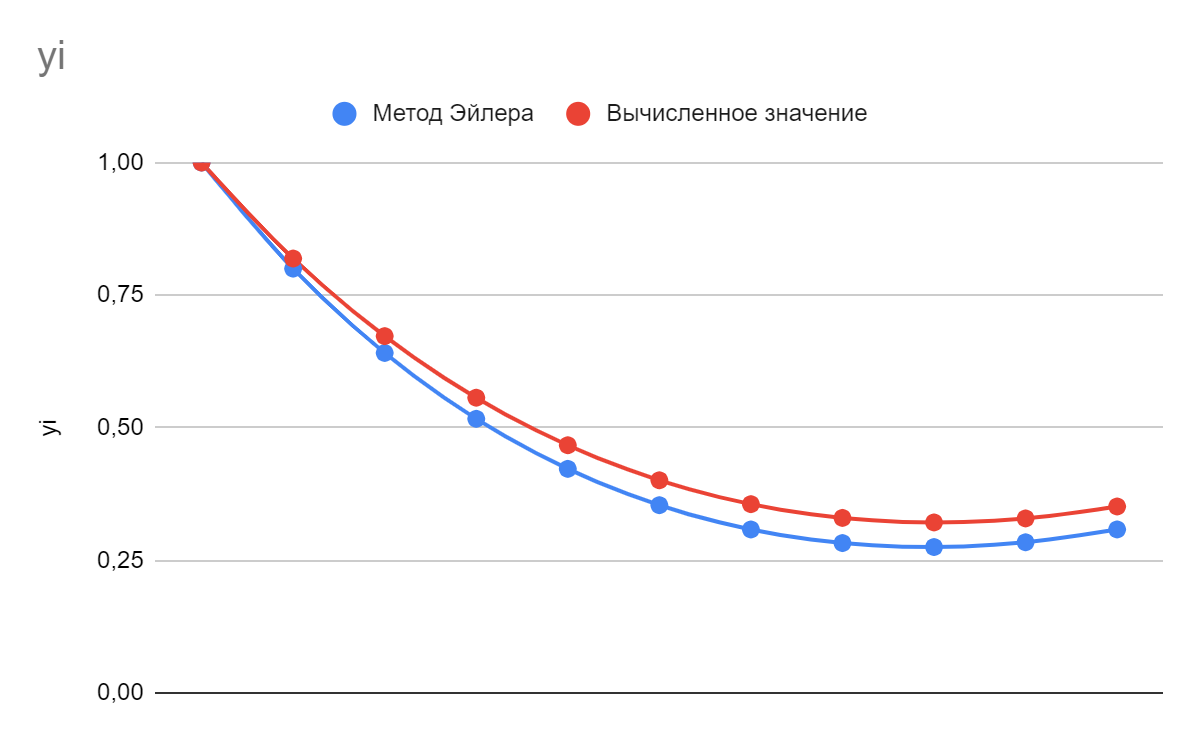 yi
Метод Эйлера
Вычисленное значение
1,00
0,75
yi
0,50
0,25
0,00